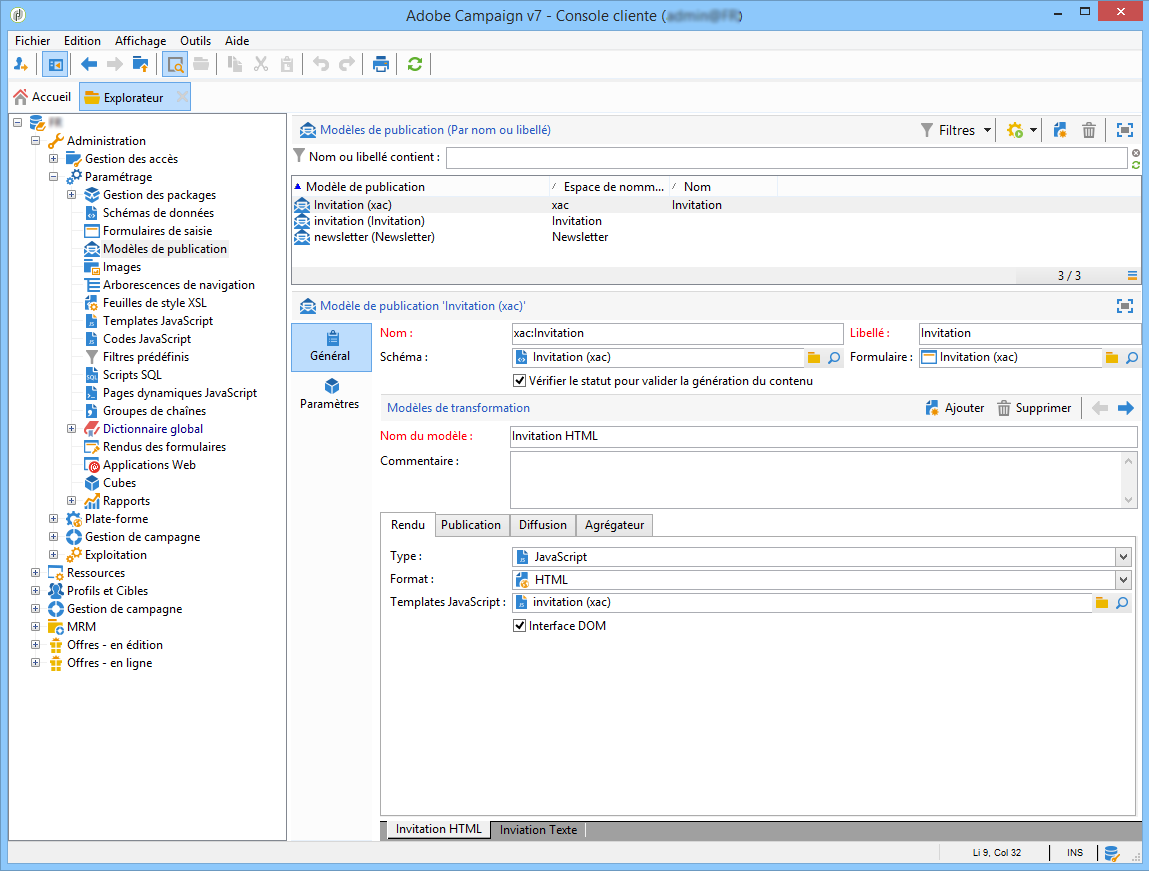 Adobe Campaign v7 - Console cliente (
Fichier Edition Affichage Outils Aide
Accueil Explorateur
Administration
Gestion des accès
Paramétrage
Gestion des packages
Schémas de données
Formulaires de saisie
Modèles de publication
Images
Arborescences de navigation
Feuilles de style XSL
Templates JavaScript
Codes JavaScript
Filtres prédéfinis
Scripts SQL
Pages dynamiques JavaScript
Groupes de chaînes
Dictionnaire global
Rendus des formulaires
Applications Web
Cubes
Rapports
Plate-forme
Gestion de campagne
Exploitation
Ressources
Profils et Cibles
Gestion de campagne
MRM
Offres - en édition
Offres - en ligne
Modèles de publication (Par nom ou libellé) Filtres
Nom ou libellé contient :
Modèle de publication Espace de nomm... Nom
Invitation (xac) xac Invitation
invitation (Invitation) Invitation
newsletter (Newsletter) Newsletter
3 / 3
Modèle de publication 'Invitation (xac)'
Général
Paramètres
Nom : xac:Invitation Libellé : Invitation
Schéma : Invitation (xac) Formulaire : Invitation (xac)
Vérifier le statut pour valider la génération du contenu
Modèles de transformation Ajouter Supprimer
Nom du modèle : Invitation HTML
Commentaire :
Rendu Publication Diffusion Agrégateur
Type : JavaScript
Format : HTML
Templates JavaScript : invitation (xac)
Interface DOM
Invitation HTML Inviation Texte
Li 9, Col 32 INS